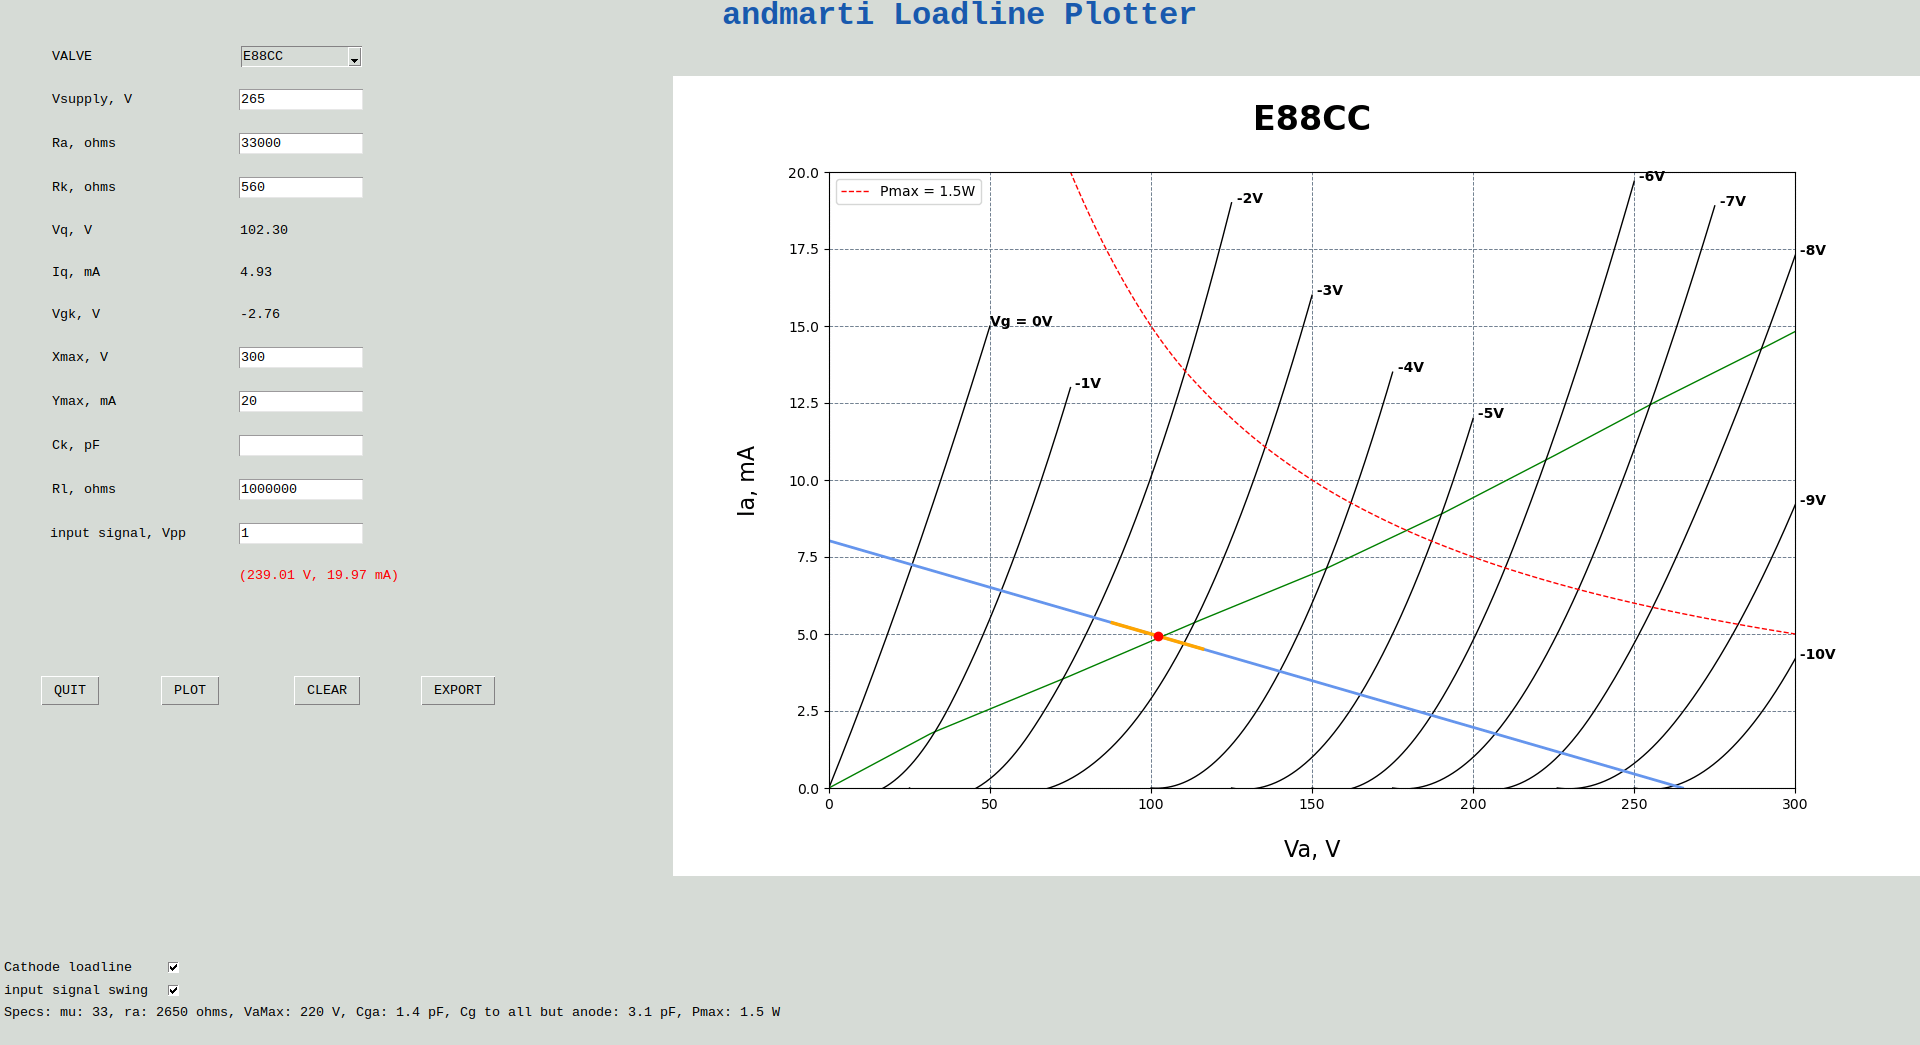 andmarti Loadline Plotter
VALVE E88CC
Vsupply, V 265
Ra, ohms 33000
Rk, ohms 560
Vq, V 102.30
Iq, mA 4.93
Vgk, V -2.76
Xmax, V 300
Ymax, mA 20
Ck, pF
Rl, ohms 1000000
input signal, Vpp 1
(239.01 V, 19.97 mA)
QUIT PLOT CLEAR EXPORT
E88CC
Pmax = 1.5W
Ia, mA
20.0
17.5
15.0
12.5
10.0
7.5
5.0
2.5
0.0
Vg = 0V
-1V
-2V
-3V
-4V
-5V
-6V
-7V
-8V
-9V
-10V
0 50 100 150 200 250 300
Va, V
Cathode loadline
input signal swing
Specs: mu: 33, ra: 2650 ohms, VaMax: 220 V, Cga: 1.4 pF, Cg to all but anode: 3.1 pF, Pmax: 1.5 W